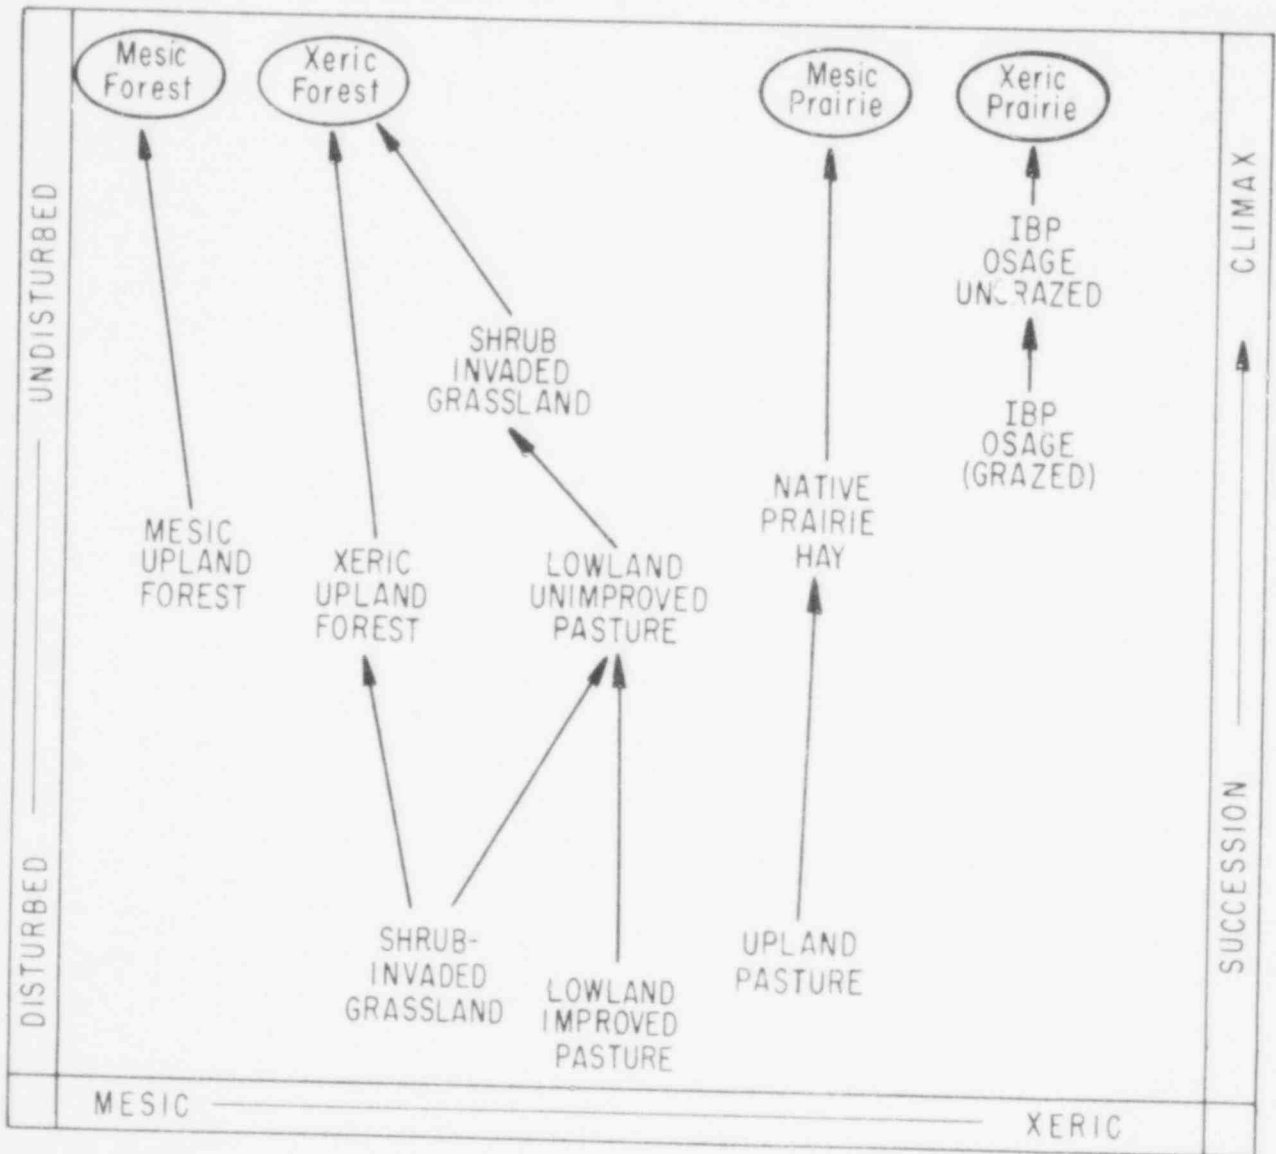 Mesic
Forest
Xeric
Forest
Mesic
Prairie
Xeric
Prairie
IBP
OSAGE
UNGRAZED
SHRUB
INVADED
GRASSLAND
IBP
OSAGE
(GRAZED)
NATIVE
PRAIRIE
HAY
MESIC
UPLAND
FOREST
XERIC
UPLAND
FOREST
LOWLAND
UNIMPROVED
PASTURE
SHRUB-
INVADED
GRASSLAND
LOWLAND
IMPROVED
PASTURE
UPLAND
PASTURE
UNDISTURBED
DISTURBED
CLIMAX
SUCCESSION
MESIC
XERIC